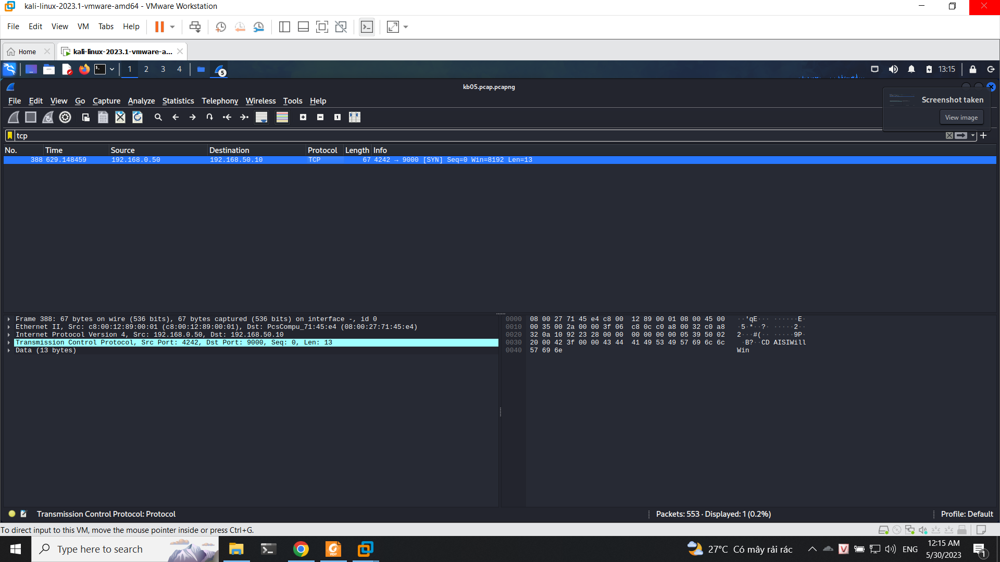 kali-linux-2023.1-vmware-amd64 - VMware Workstation
File Edit View VM Tabs Help
Home kali-linux-2023.1-vmware-a...
1 2 3 4 5 13:15
kb05.pcap.pcapng
File Edit View Go Capture Analyze Statistics Telephony Wireless Tools Help
Screenshot taken
View image
tcp
No. Time Source Destination Protocol Length Info
388 629.148459 192.168.0.50 192.168.50.10 TCP 67 4242 → 9000 [SYN] Seq=0 Win=8192 Len=13
Frame 388: 67 bytes on wire (536 bits), 67 bytes captured (536 bits) on interface -, id 0
Ethernet II, Src: c8:00:12:89:00:01 (c8:00:12:89:00:01), Dst: PcsCompu_71:45:e4 (08:00:27:71:45:e4)
Internet Protocol Version 4, Src: 192.168.0.50, Dst: 192.168.50.10
Transmission Control Protocol, Src Port: 4242, Dst Port: 9000, Seq: 0, Len: 13
Data (13 bytes)
0000 08 00 27 71 45 e4 c8 00 12 89 00 01 08 00 45 00 ··'qE··· ······E·
0010 00 35 00 2a 00 00 3f 06 c8 0c c0 a8 00 32 c0 a8 ·5·*··?· ·····2··
0020 32 0a 10 92 23 28 00 00 00 00 00 00 05 39 50 02 2···#(·· ·····9P·
0030 20 00 42 3f 00 00 43 44 41 49 53 49 57 69 6c 6c ·B?··CD AISIWill
0040 57 69 6e Win
Transmission Control Protocol: Protocol
Packets: 553 · Displayed: 1 (0.2%)
Profile: Default
To direct input to this VM, move the mouse pointer inside or press Ctrl+G.
Type here to search
27°C Có mây rải rác
ENG
12:15 AM
5/30/2023
1